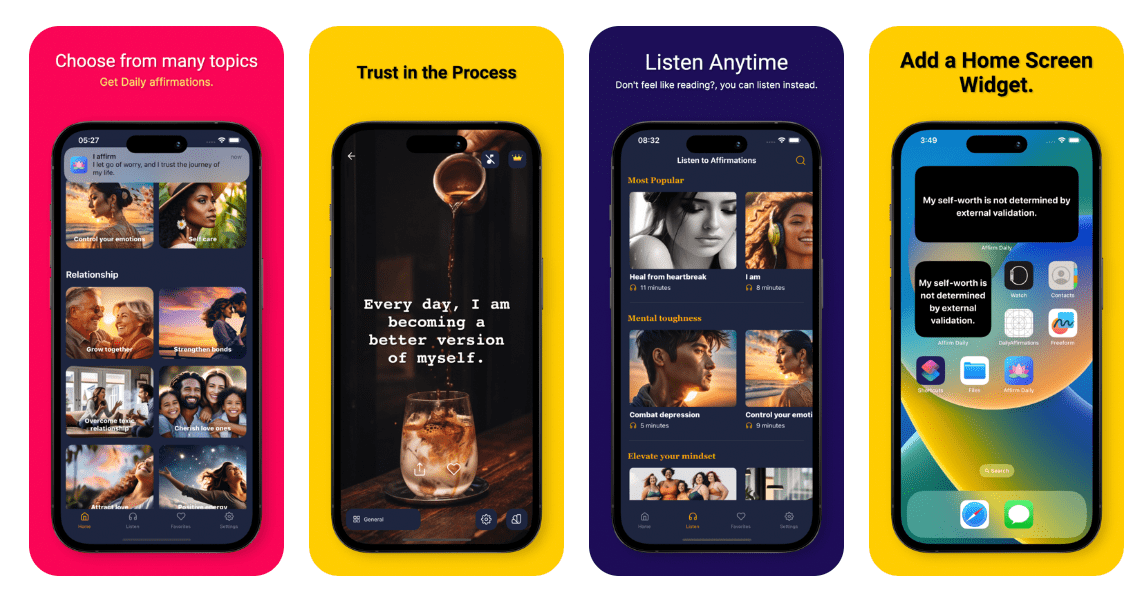 Choose from many topics
Get Daily affirmations.
05:27
I affirm
now
I let go of worry, and I trust the journey of
my life.
Control your emotions
Self care
Relationship
Grow together
Strengthen bonds
Overcome toxic
relationship
Cherish love ones
Attract love
Positive energy
Home
Listen
Favorites
Settings
Trust in the Process
Every day, I am
becoming a
better version
of myself.
General
Listen Anytime
Don't feel like reading?, you can listen instead.
08:32
Listen to Affirmations
Most Popular
Heal from heartbreak
11 minutes
I am
8 minutes
Mental toughness
Combat depression
5 minutes
Control your emoti
9 minutes
Elevate your mindset
Home
Listen
Favorites
Settings
Add a Home Screen
Widget.
3:49
My self-worth is not determined by
external validation.
Affirm Daily
My self-worth is
not determined
by external
validation.
Affirm Daily
Watch
Contacts
DailyAffirmations
Freeform
Shortcuts
Files
Affirm Daily
Search